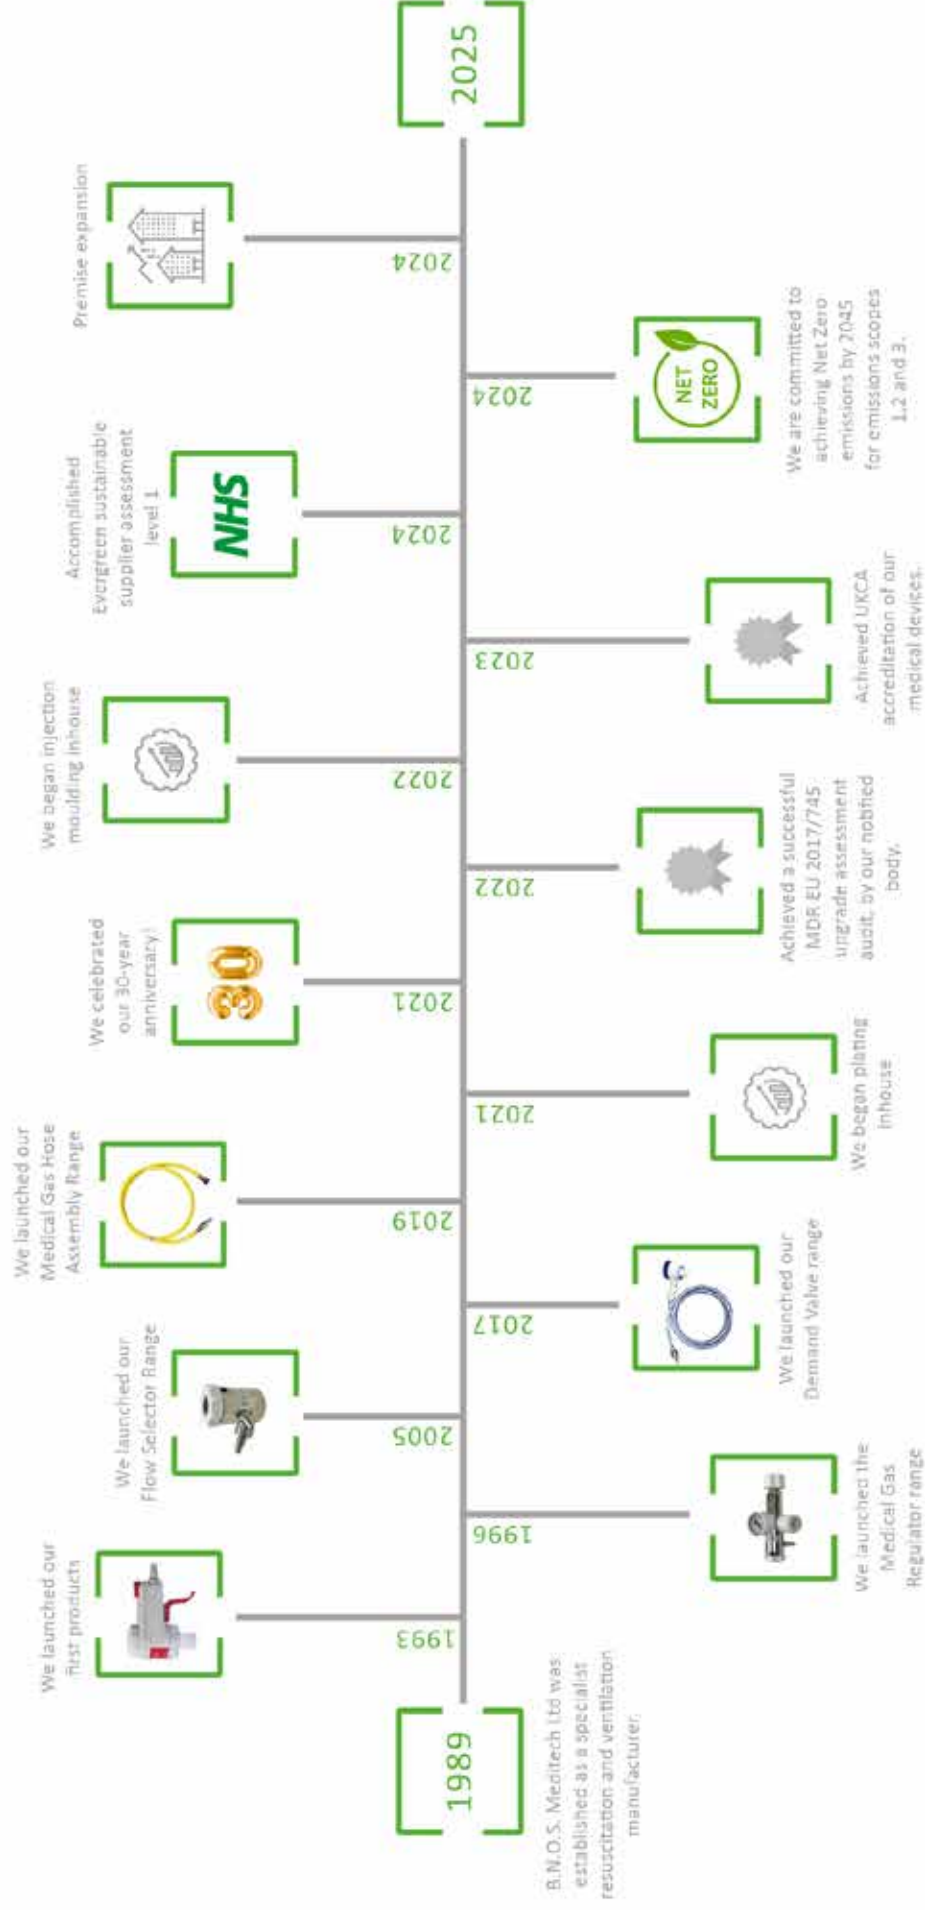 1989
B.N.O.S. Meditech Ltd was
established as a specialist
resuscitation and ventilation
manufacturer.
We launched our
first products
1993
1996
We launched the
Medical Gas
Regulator range
We launched our
Flow Selector Range
2005
2017
We launched our
Demand Valve range
We launched our
Medical Gas Hose
Assembly Range
2019
2021
We began plating
inhouse
We celebrated
our 30-year
anniversary!
30
2021
2022
Achieved a successful
MDR EU 2017/745
upgrade assessment
audit, by our notified
body.
We began injection
moulding inhouse
2022
2023
Achieved UKCA
accreditation of our
medical devices.
Accomplished
Evergreen sustainable
supplier assessment
level 1
NHS
2024
2024
NET
ZERO
We are committed to
achieving Net Zero
emissions by 2045
for emissions scopes
1,2 and 3.
Premise expansion
2024
2025